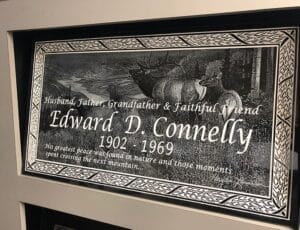 Husband, Father, Grandfather & Faithful Friend
Edward D. Connelly
1902 - 1969
His greatest peace was found in nature and those moments
spent crossing the next mountain...